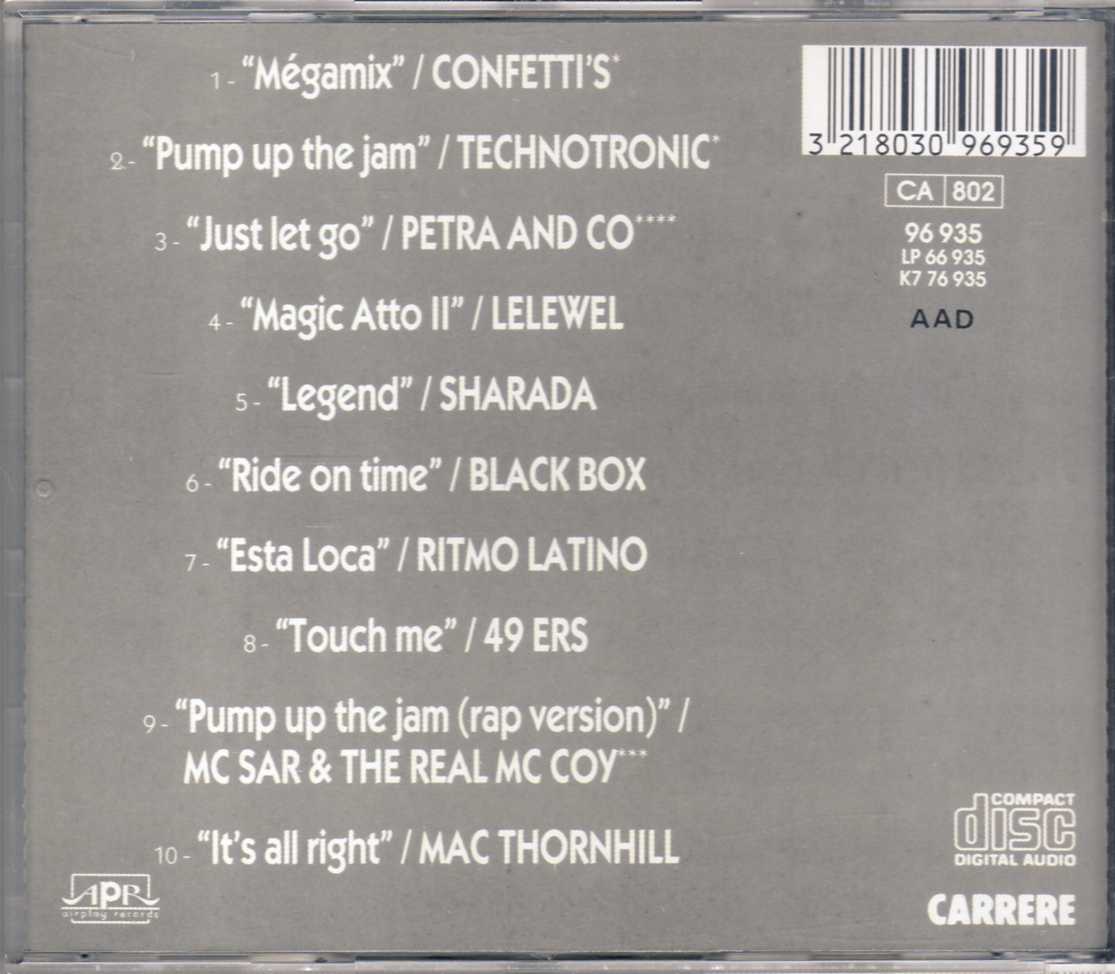 1 - “Mégamix” / CONFETTI'S*
2 - “Pump up the jam” / TECHNOTRONIC*
3 - “Just let go” / PETRA AND CO****
4 - “Magic Atto II” / LELEWEL
5 - “Legend” / SHARADA
6 - “Ride on time” / BLACK BOX
7 - “Esta Loca” / RITMO LATINO
8 - “Touch me” / 49 ERS
9 - “Pump up the jam (rap version)” /
MC SAR & THE REAL MC COY***
10 - “It's all right” / MAC THORNHILL
APR
airplay records
3 218030 969359
CA 802
96 935
LP 66 935
K7 76 935
AAD
COMPACT
disc
DIGITAL AUDIO
CARRERE